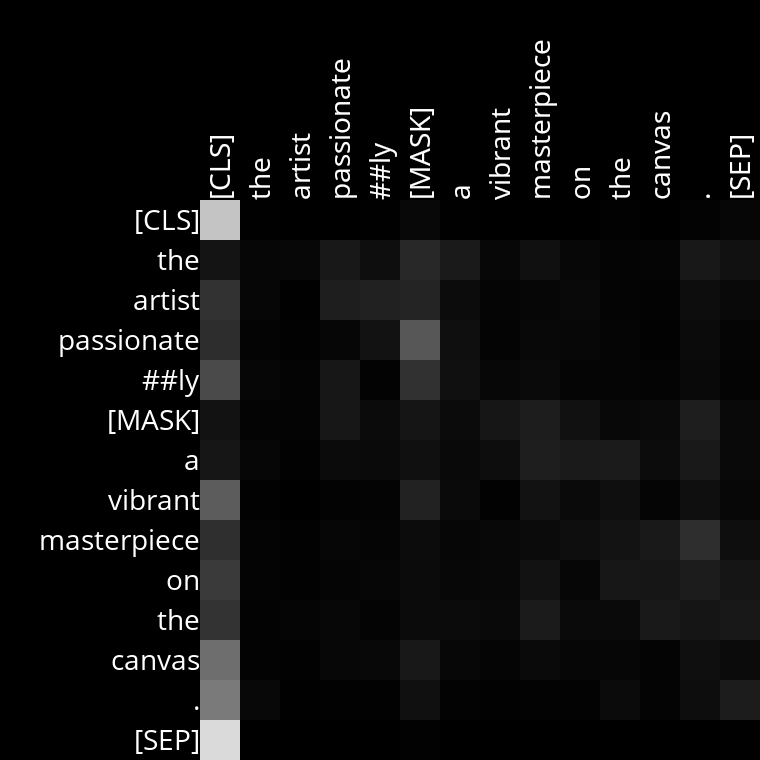 [CLS] the artist passionate ##ly [MASK] a vibrant masterpiece on the canvas . [SEP]
[CLS]
the
artist
passionate
##ly
[MASK]
a
vibrant
masterpiece
on
the
canvas
.
[SEP]